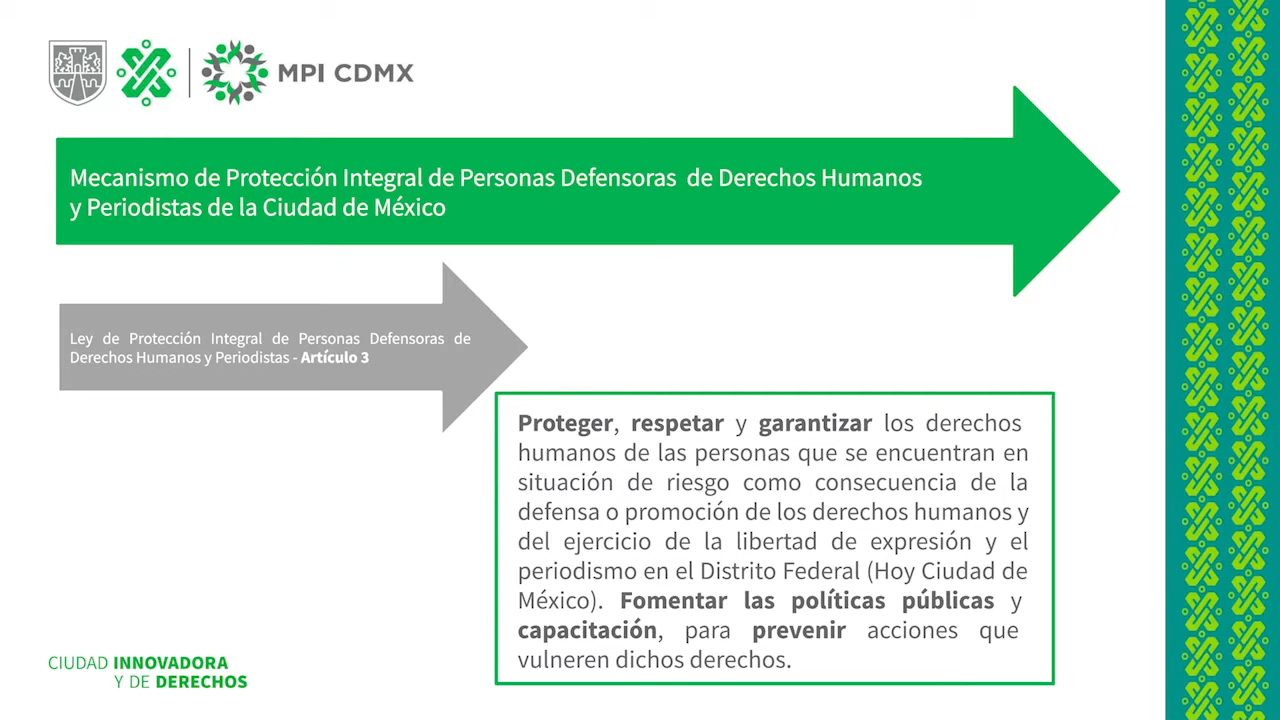 MPI CDMX
Mecanismo de Protección Integral de Personas Defensoras de Derechos Humanos
y Periodistas de la Ciudad de México
Ley de Protección Integral de Personas Defensoras de
Derechos Humanos y Periodistas - Artículo 3
Proteger, respetar y garantizar los derechos
humanos de las personas que se encuentran en
situación de riesgo como consecuencia de la
defensa o promoción de los derechos humanos y
del ejercicio de la libertad de expresión y el
periodismo en el Distrito Federal (Hoy Ciudad de
México). Fomentar las políticas públicas y
capacitación, para prevenir acciones que
vulneren dichos derechos.
CIUDAD INNOVADORA
Y DE DERECHOS